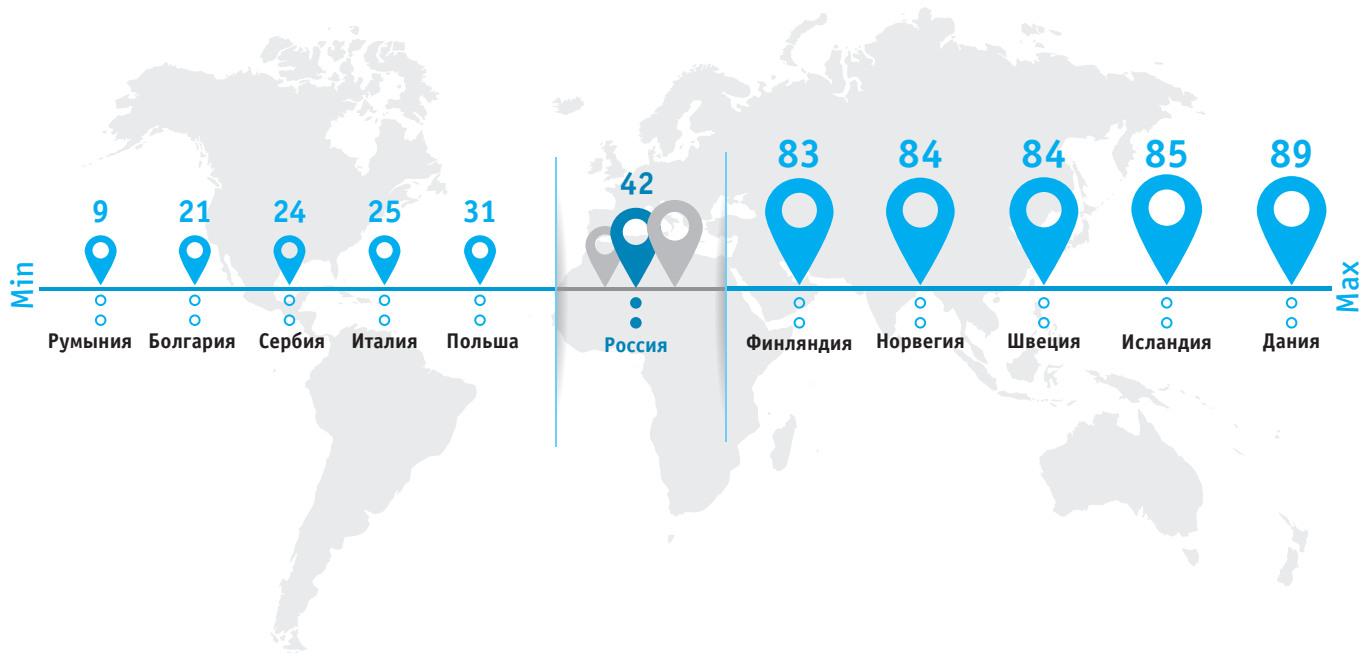 83 84 84 85 89
42
9 21 24 25 31
Min
Max
Румыния Болгария Сербия Италия Польша Россия Финляндия Норвегия Швеция Исландия Дания